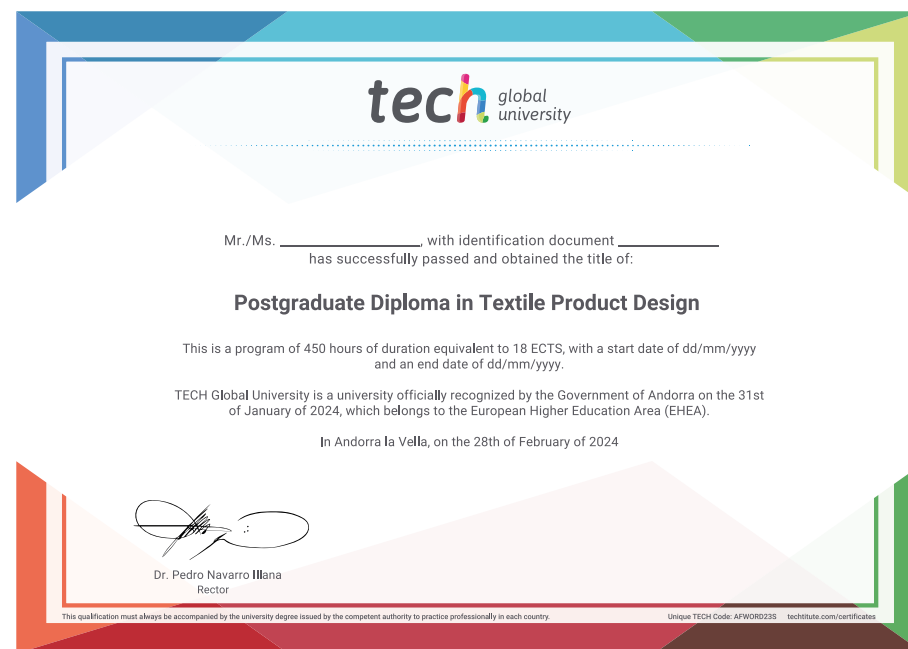 tech global
university
Mr./Ms. ____________, with identification document ____________
has successfully passed and obtained the title of:
Postgraduate Diploma in Textile Product Design
This is a program of 450 hours of duration equivalent to 18 ECTS, with a start date of dd/mm/yyyy
and an end date of dd/mm/yyyy.
TECH Global University is a university officially recognized by the Government of Andorra on the 31st
of January of 2024, which belongs to the European Higher Education Area (EHEA).
In Andorra la Vella, on the 28th of February of 2024
Dr. Pedro Navarro Illana
Rector
This qualification must always be accompanied by the university degree issued by the competent authority to practice professionally in each country. Unique TECH Code: AFWORD23S techtitute.com/certificates